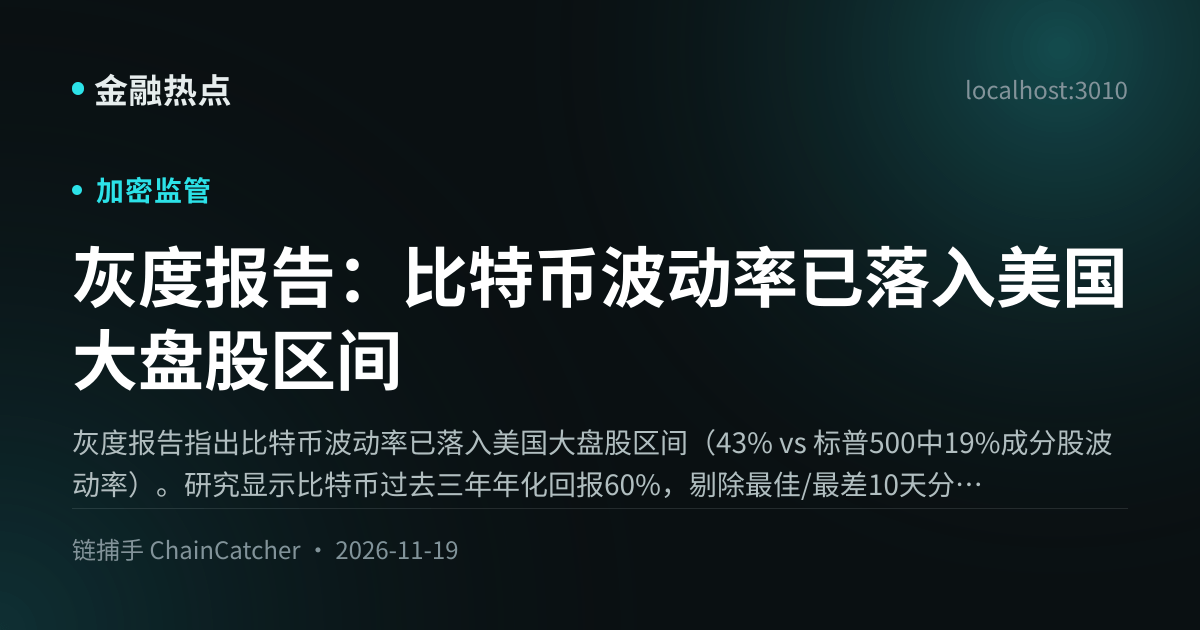 金融热点
localhost:3010
加密监管
灰度报告：比特币波动率已落入美国
大盘股区间
灰度报告指出比特币波动率已落入美国大盘股区间（43% vs 标普500中19%成分股波
动率）。研究显示比特币过去三年年化回报60%，剔除最佳/最差10天分…
链捕手 ChainCatcher • 2026-11-19